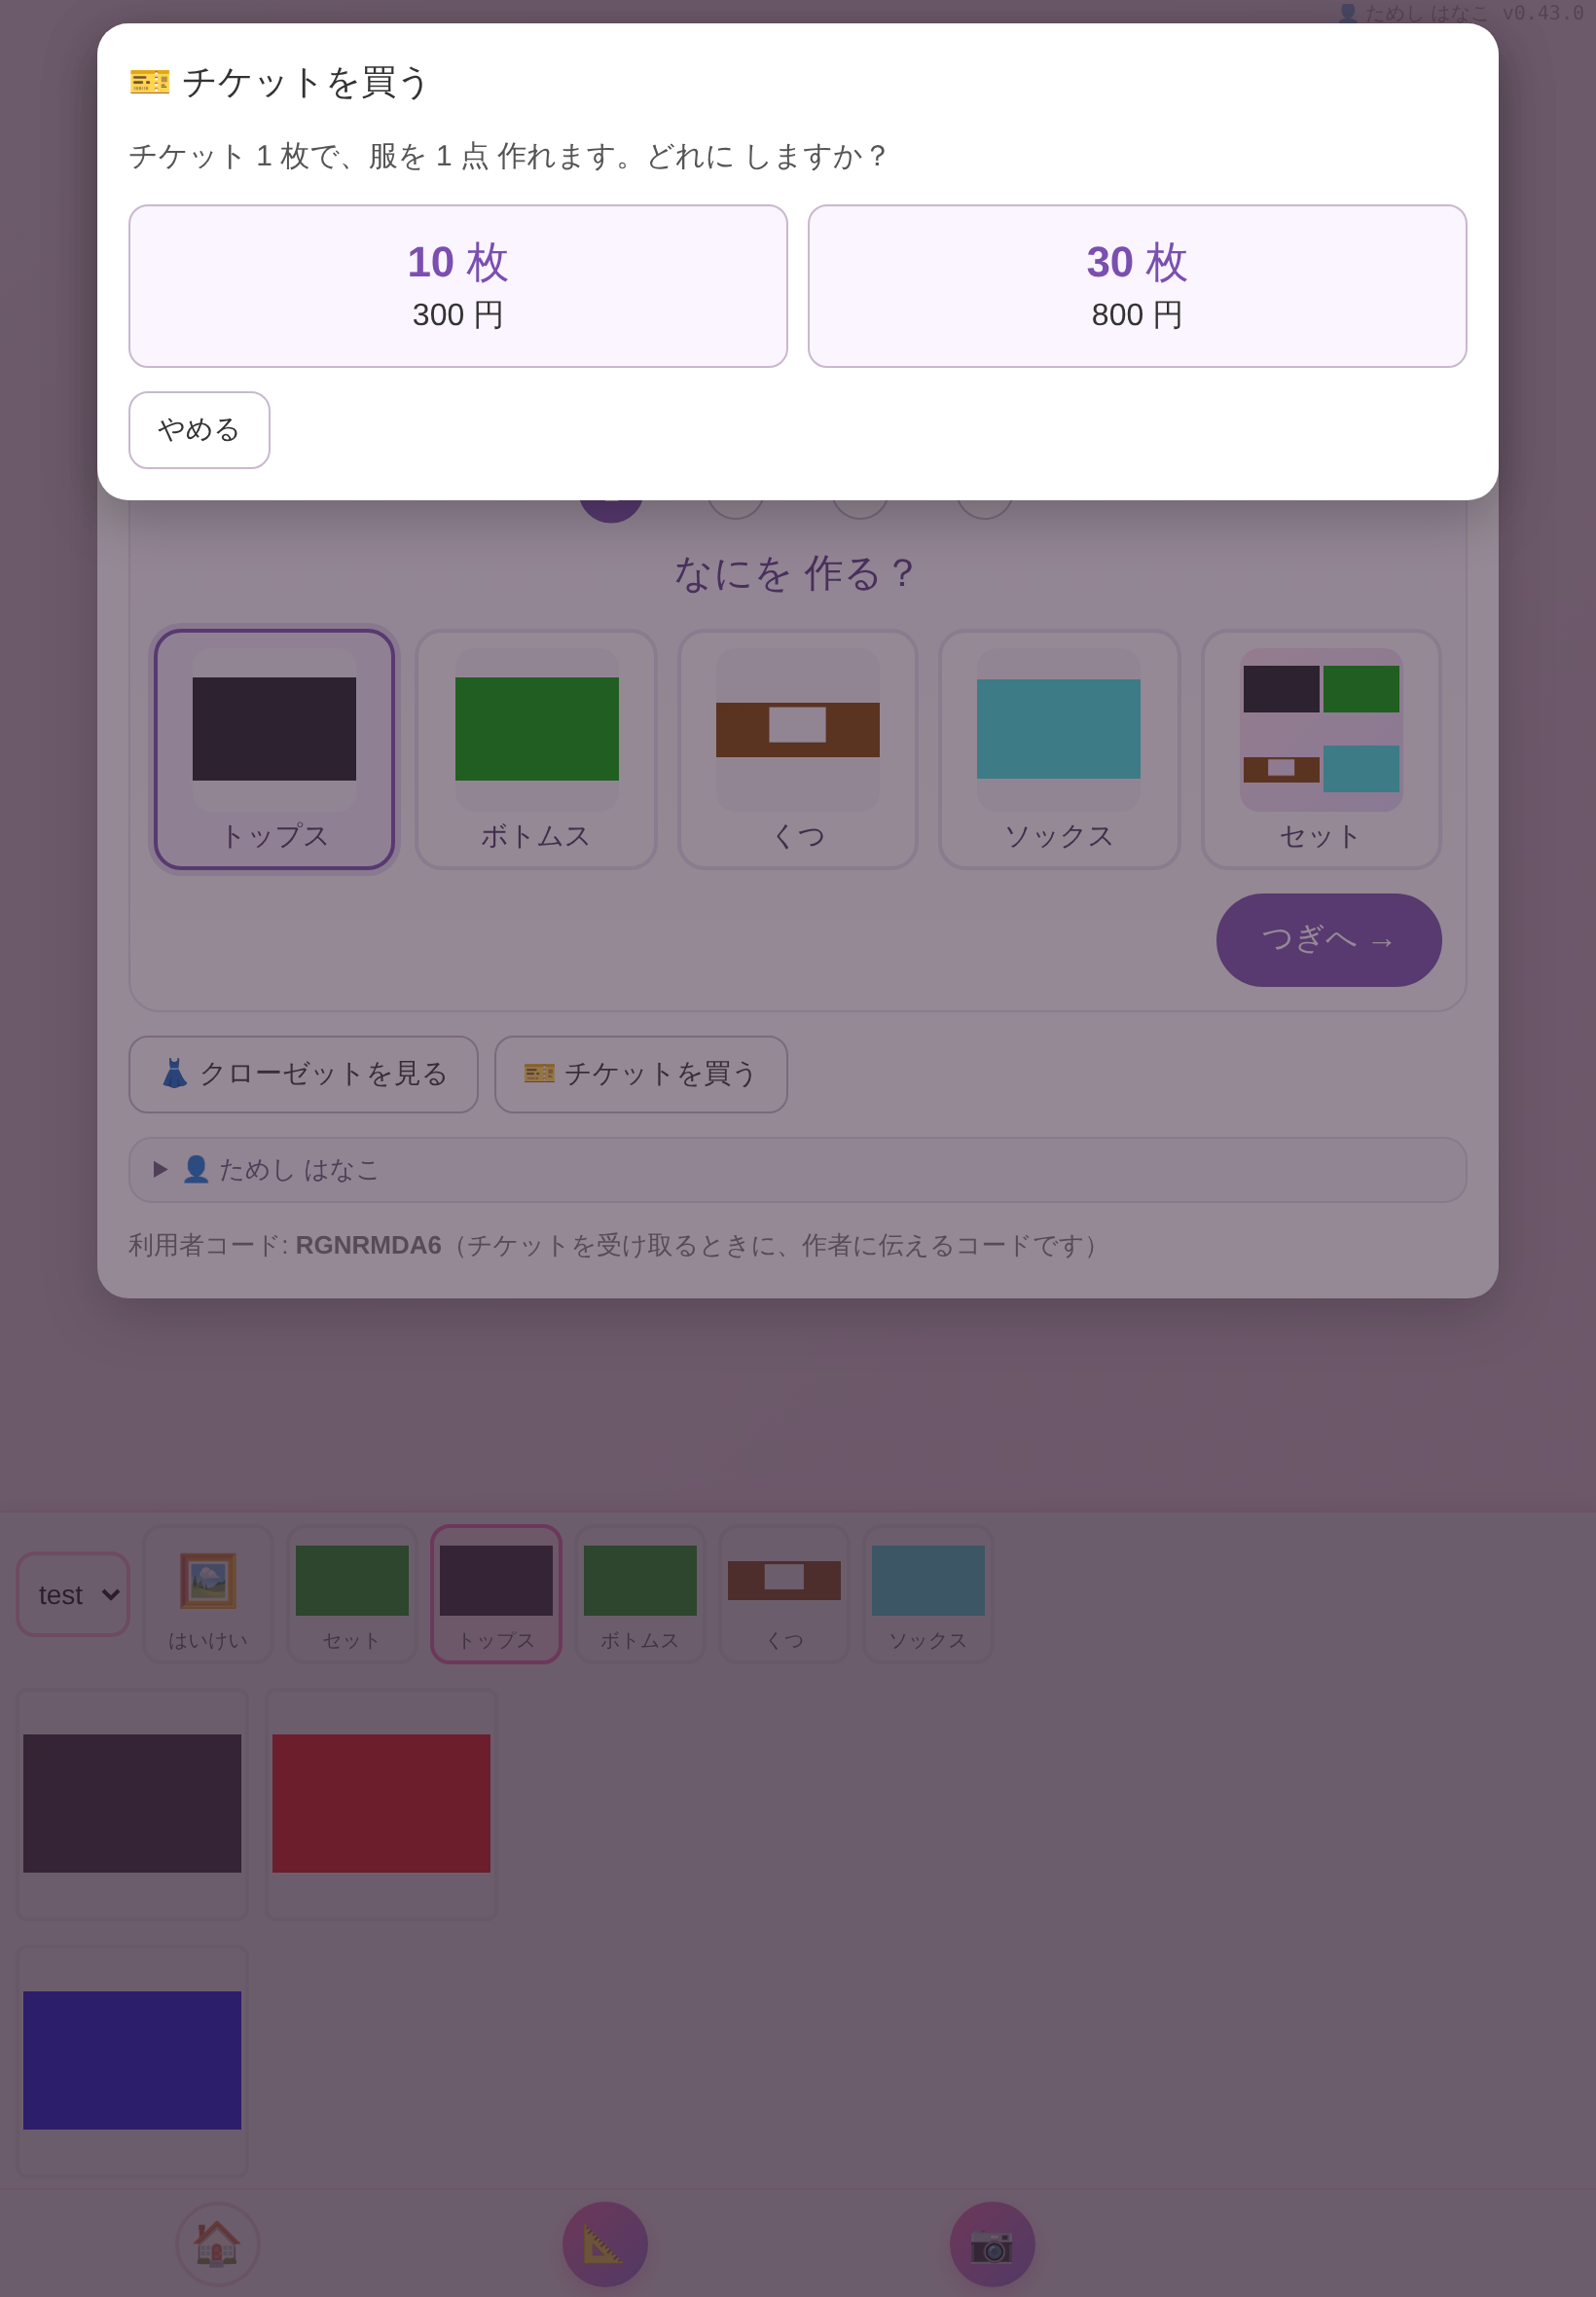 👤 ためし はなこ v0.43.0
🎫 チケットを買う
チケット 1 枚で、服を 1 点 作れます。どれに しますか？
10 枚
300 円
30 枚
800 円
やめる
なにを 作る？
トップス
ボトムス
くつ
ソックス
セット
つぎへ →
👗 クローゼットを見る
🎫 チケットを買う
▶ 👤 ためし はなこ
利用者コード: RGNRMDA6（チケットを受け取るときに、作者に伝えるコードです）
test
はいけい
セット
トップス
ボトムス
くつ
ソックス